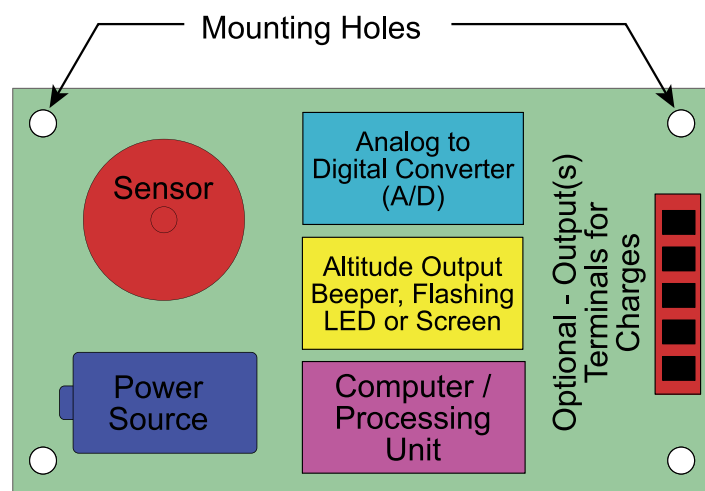 Mounting Holes
Sensor
Analog to
Digital Converter
(A/D)
Altitude Output
Beeper, Flashing
LED or Screen
Power
Source
Computer /
Processing
Unit
Optional - Output(s)
Terminals for
Charges